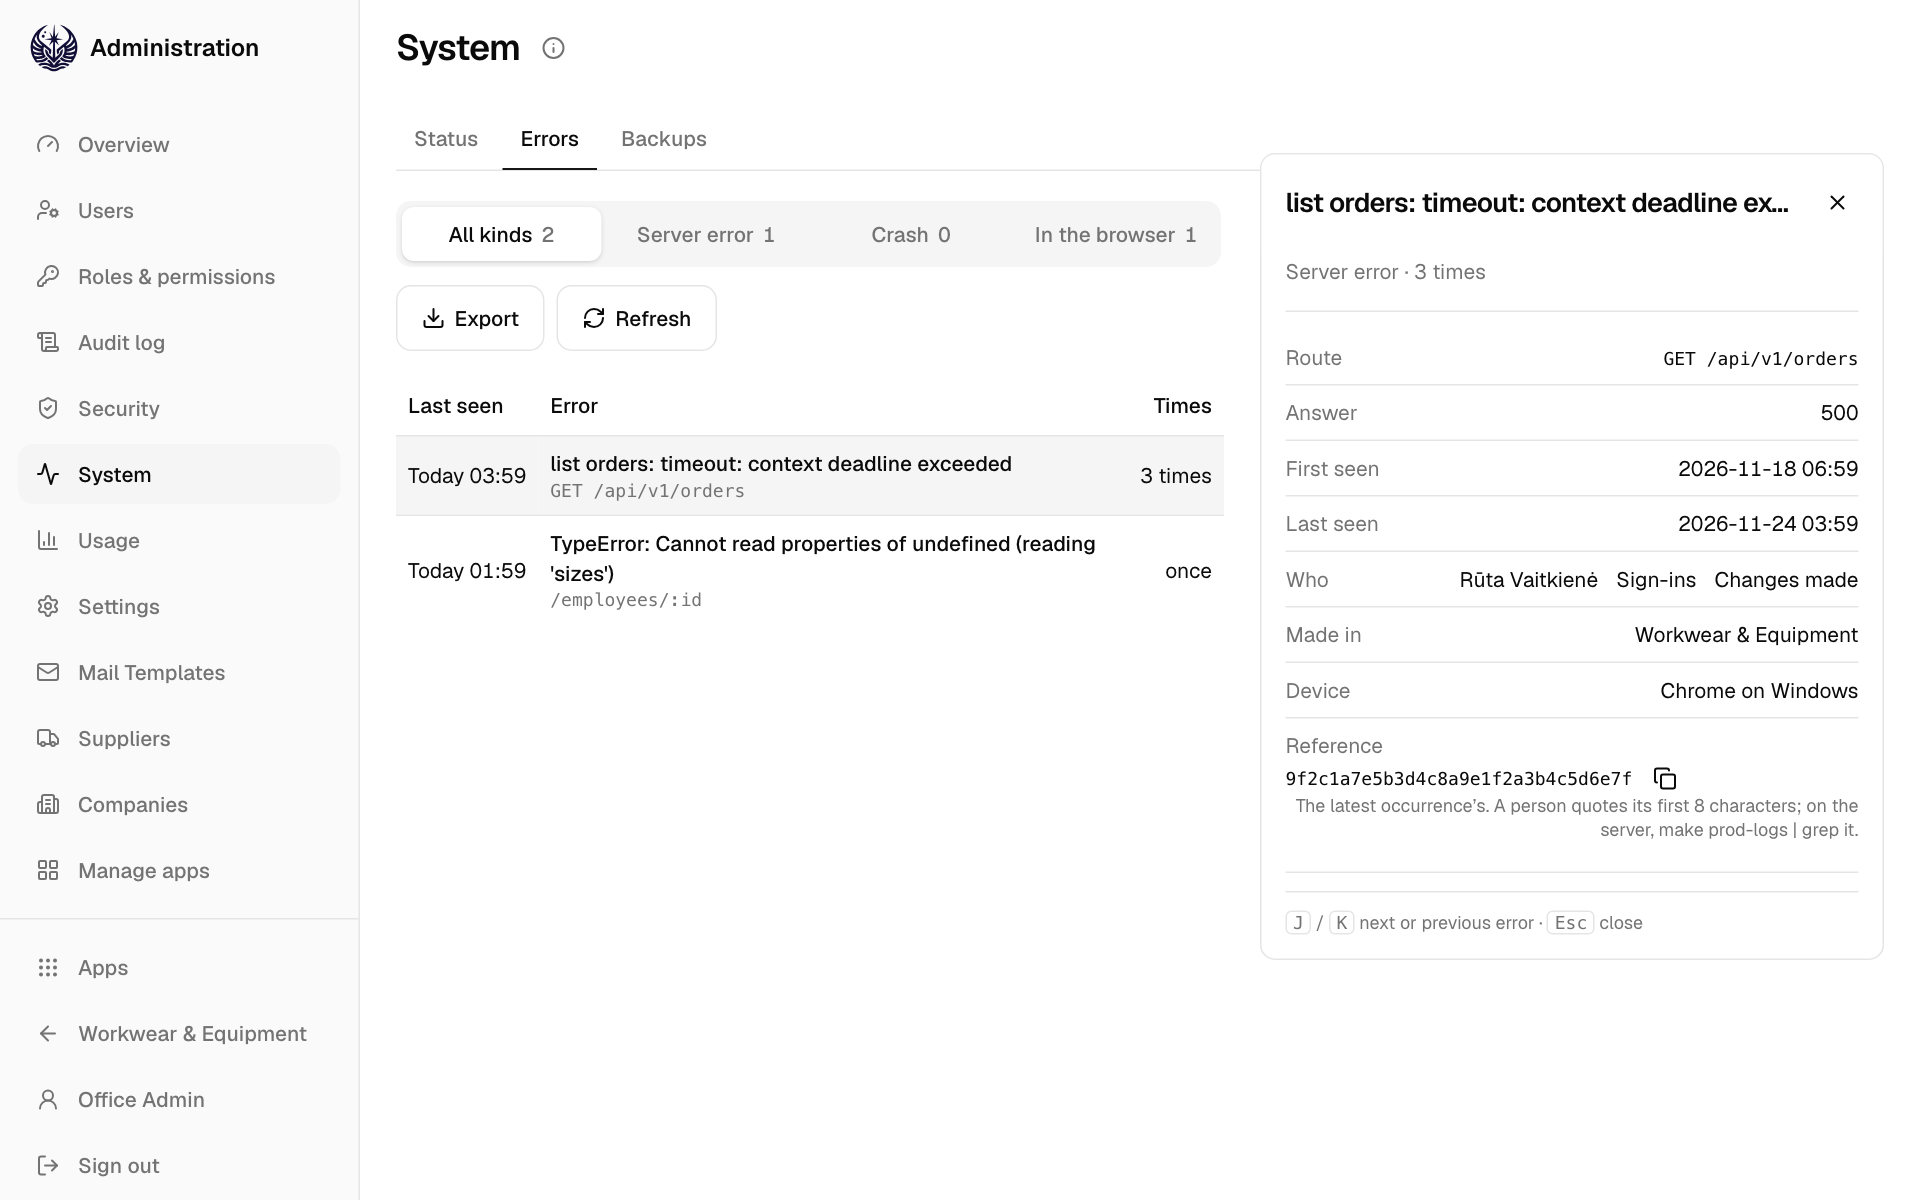 Administration
Overview
Users
Roles & permissions
Audit log
Security
System
Usage
Settings
Mail Templates
Suppliers
Companies
Manage apps
Apps
Workwear & Equipment
Office Admin
Sign out
System
Status Errors Backups
All kinds 2 Server error 1 Crash 0 In the browser 1
Export Refresh
Last seen Error Times
Today 03:59 list orders: timeout: context deadline exceeded 3 times
GET /api/v1/orders
Today 01:59 TypeError: Cannot read properties of undefined (reading
'sizes') once
/employees/:id
list orders: timeout: context deadline ex...
Server error · 3 times
Route GET /api/v1/orders
Answer 500
First seen 2026-11-18 06:59
Last seen 2026-11-24 03:59
Who Rūta Vaitkienė Sign-ins Changes made
Made in Workwear & Equipment
Device Chrome on Windows
Reference
9f2c1a7e5b3d4c8a9e1f2a3b4c5d6e7f
The latest occurrence’s. A person quotes its first 8 characters; on the
server, make prod-logs | grep it.
J / K next or previous error · Esc close